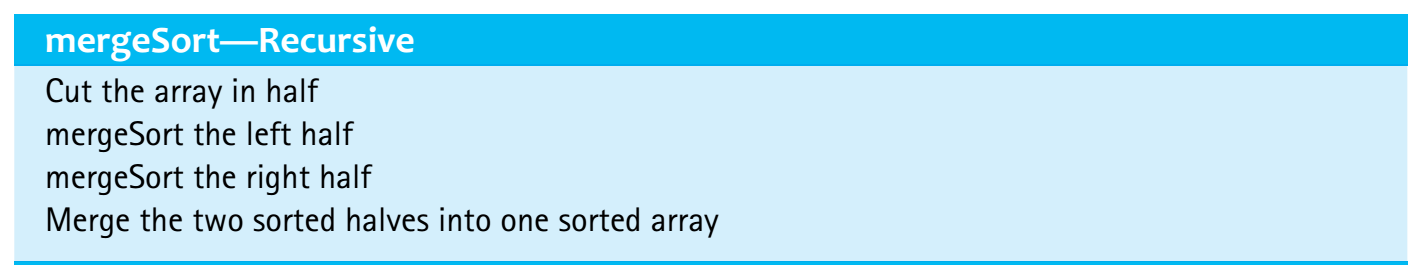 mergeSort—Recursive
Cut the array in half
mergeSort the left half
mergeSort the right half
Merge the two sorted halves into one sorted array